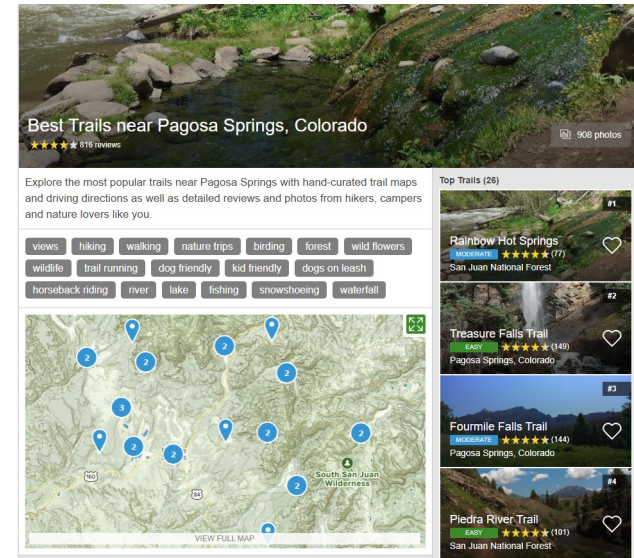 Best Trails near Pagosa Springs, Colorado
816 reviews
908 photos
Explore the most popular trails near Pagosa Springs with hand-curated trail maps
and driving directions as well as detailed reviews and photos from hikers, campers
and nature lovers like you.
views hiking walking nature trips birding forest wild flowers
wildlife trail running dog friendly kid friendly dogs on leash
horseback riding river lake fishing snowshoeing waterfall
2 2 2 2
3
2 2 2 2
2
160
84
South San Juan
Wilderness
VIEW FULL MAP
Top Trails (26)
#1
Rainbow Hot Springs
MODERATE (77)
San Juan National Forest
#2
Treasure Falls Trail
EASY (149)
Pagosa Springs, Colorado
#3
Fourmile Falls Trail
MODERATE (144)
Pagosa Springs, Colorado
#4
Piedra River Trail
EASY (101)
San Juan National Forest